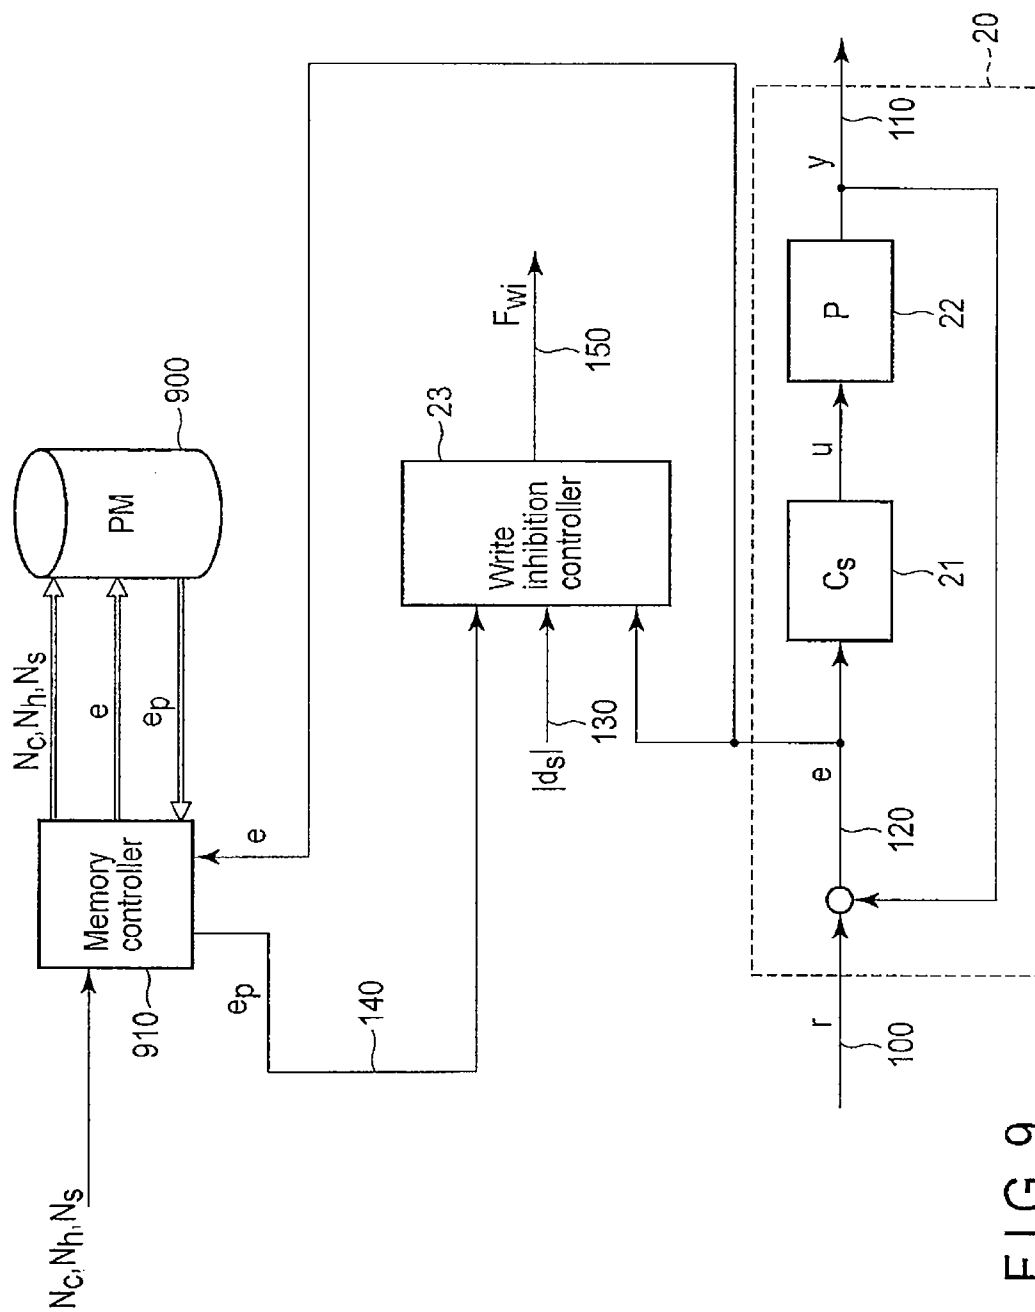 Nc,Nh,Ns
Memory
controller
910
Nc,Nh,Ns
e
ep
PM
900
e
ep
140
|ds|
130
Write
inhibition
controller
23
Fwi
150
r
100
e
120
Cs
21
u
P
22
y
110
20
FIG. 9